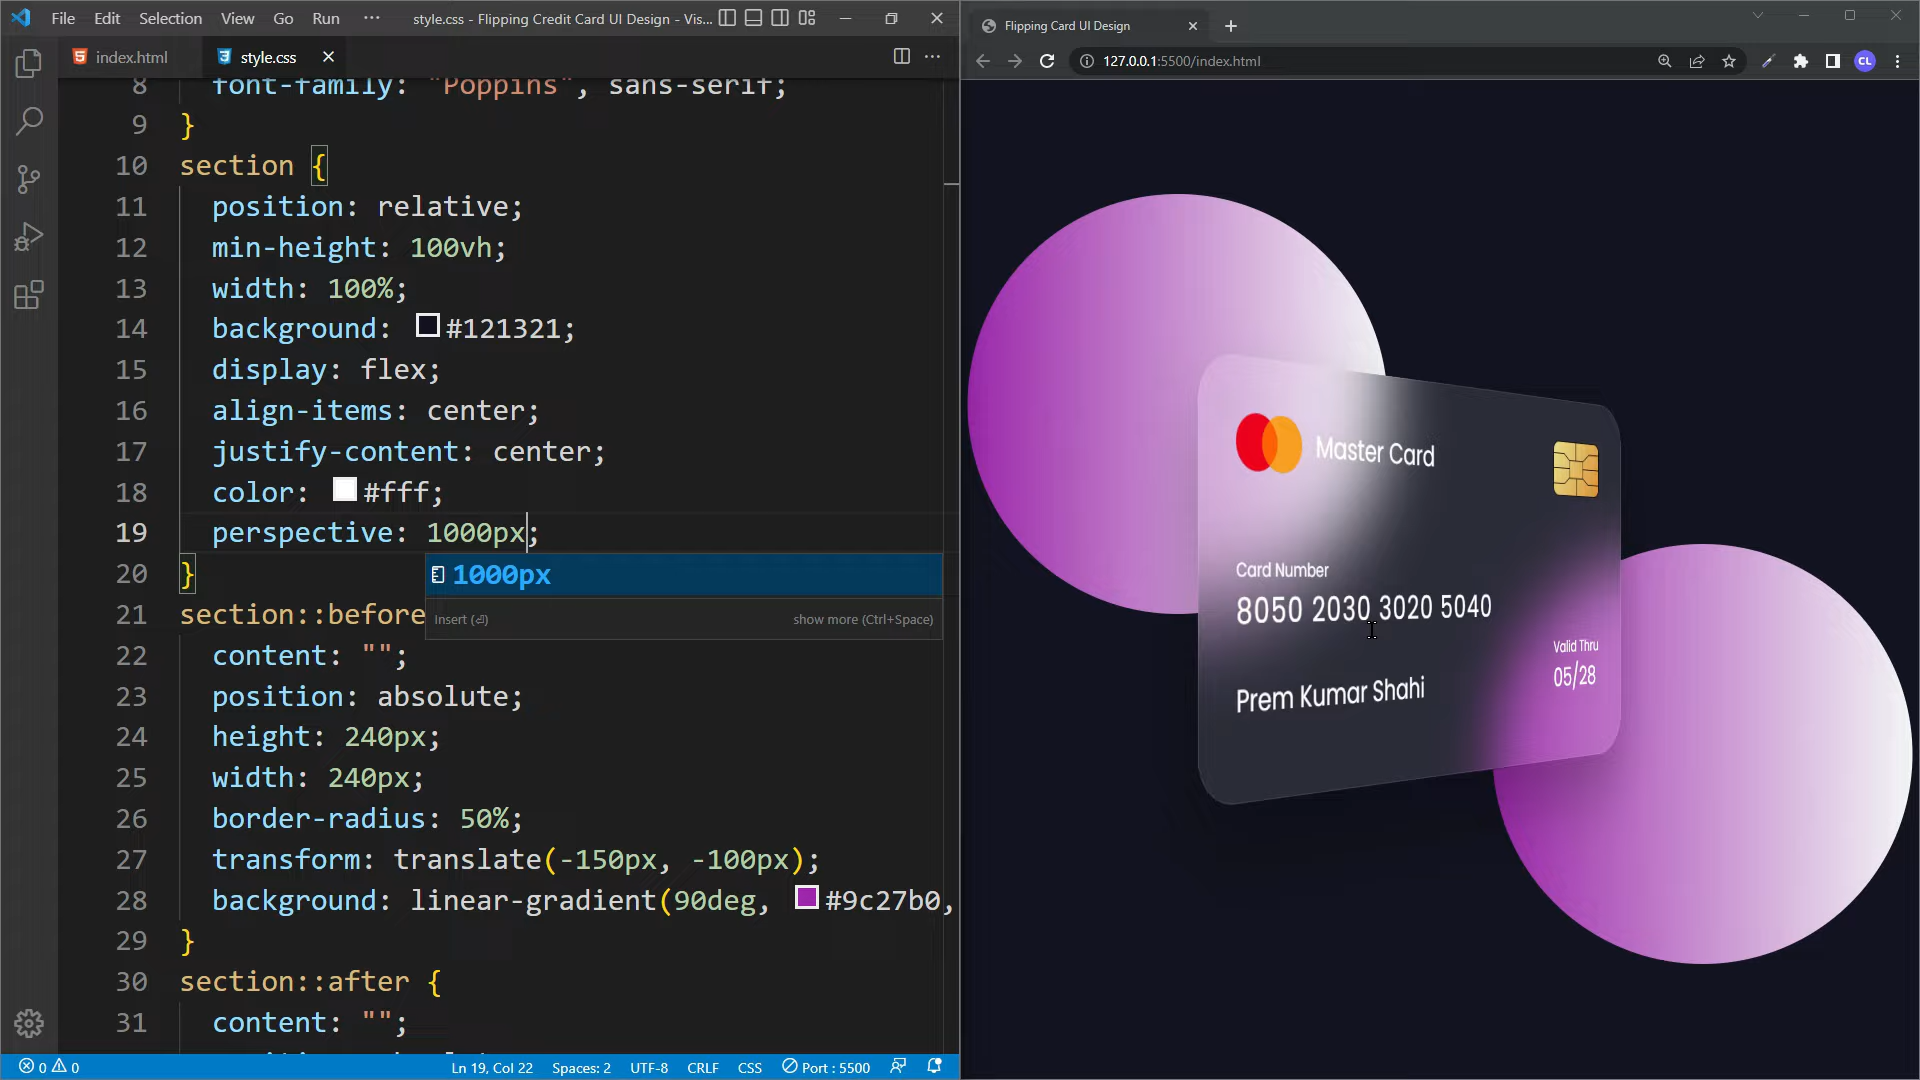 File Edit Selection View Go Run ··· style.css - Flipping Credit Card UI Design - Vis...
index.html style.css
8 font-family: "Poppins", sans-serif;
9 }
10 section {
11 position: relative;
12 min-height: 100vh;
13 width: 100%;
14 background: #121321;
15 display: flex;
16 align-items: center;
17 justify-content: center;
18 color: #fff;
19 perspective: 1000px;
1000px
Insert (⏎) show more (Ctrl+Space)
20 }
21 section::before
22 content: "";
23 position: absolute;
24 height: 240px;
25 width: 240px;
26 border-radius: 50%;
27 transform: translate(-150px, -100px);
28 background: linear-gradient(90deg, #9c27b0,
29 }
30 section::after {
31 content: "";
0 0 Ln 19, Col 22 Spaces: 2 UTF-8 CRLF CSS Port : 5500
Flipping Card UI Design
127.0.0.1:5500/index.html CL
Master Card
Card Number
8050 2030 3020 5040
Valid Thru
05/28
Prem Kumar Shahi